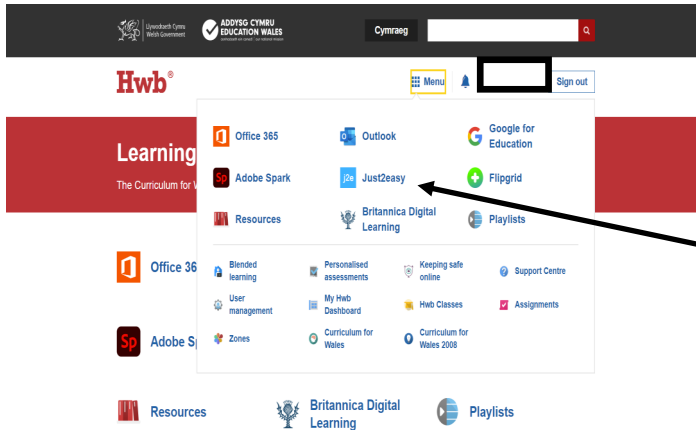 Llywodraeth Cymru
Welsh Government
ADDYSG CYMRU
EDUCATION WALES
Cymraeg
Hwb®
Menu
Sign out
Office 365
Outlook
Google for
Education
Learning
The Curriculum for W
Sp
Adobe Spark
j2e
Just2easy
Flipgrid
Resources
Britannica Digital
Learning
Playlists
Office 36
Blended
learning
Personalised
assessments
Keeping safe
online
Support Centre
User
management
My Hwb
Dashboard
Hwb Classes
Assignments
Zones
Curriculum for
Wales
Curriculum for
Wales 2008
Sp
Adobe Sp
Resources
Britannica Digital
Learning
Playlists